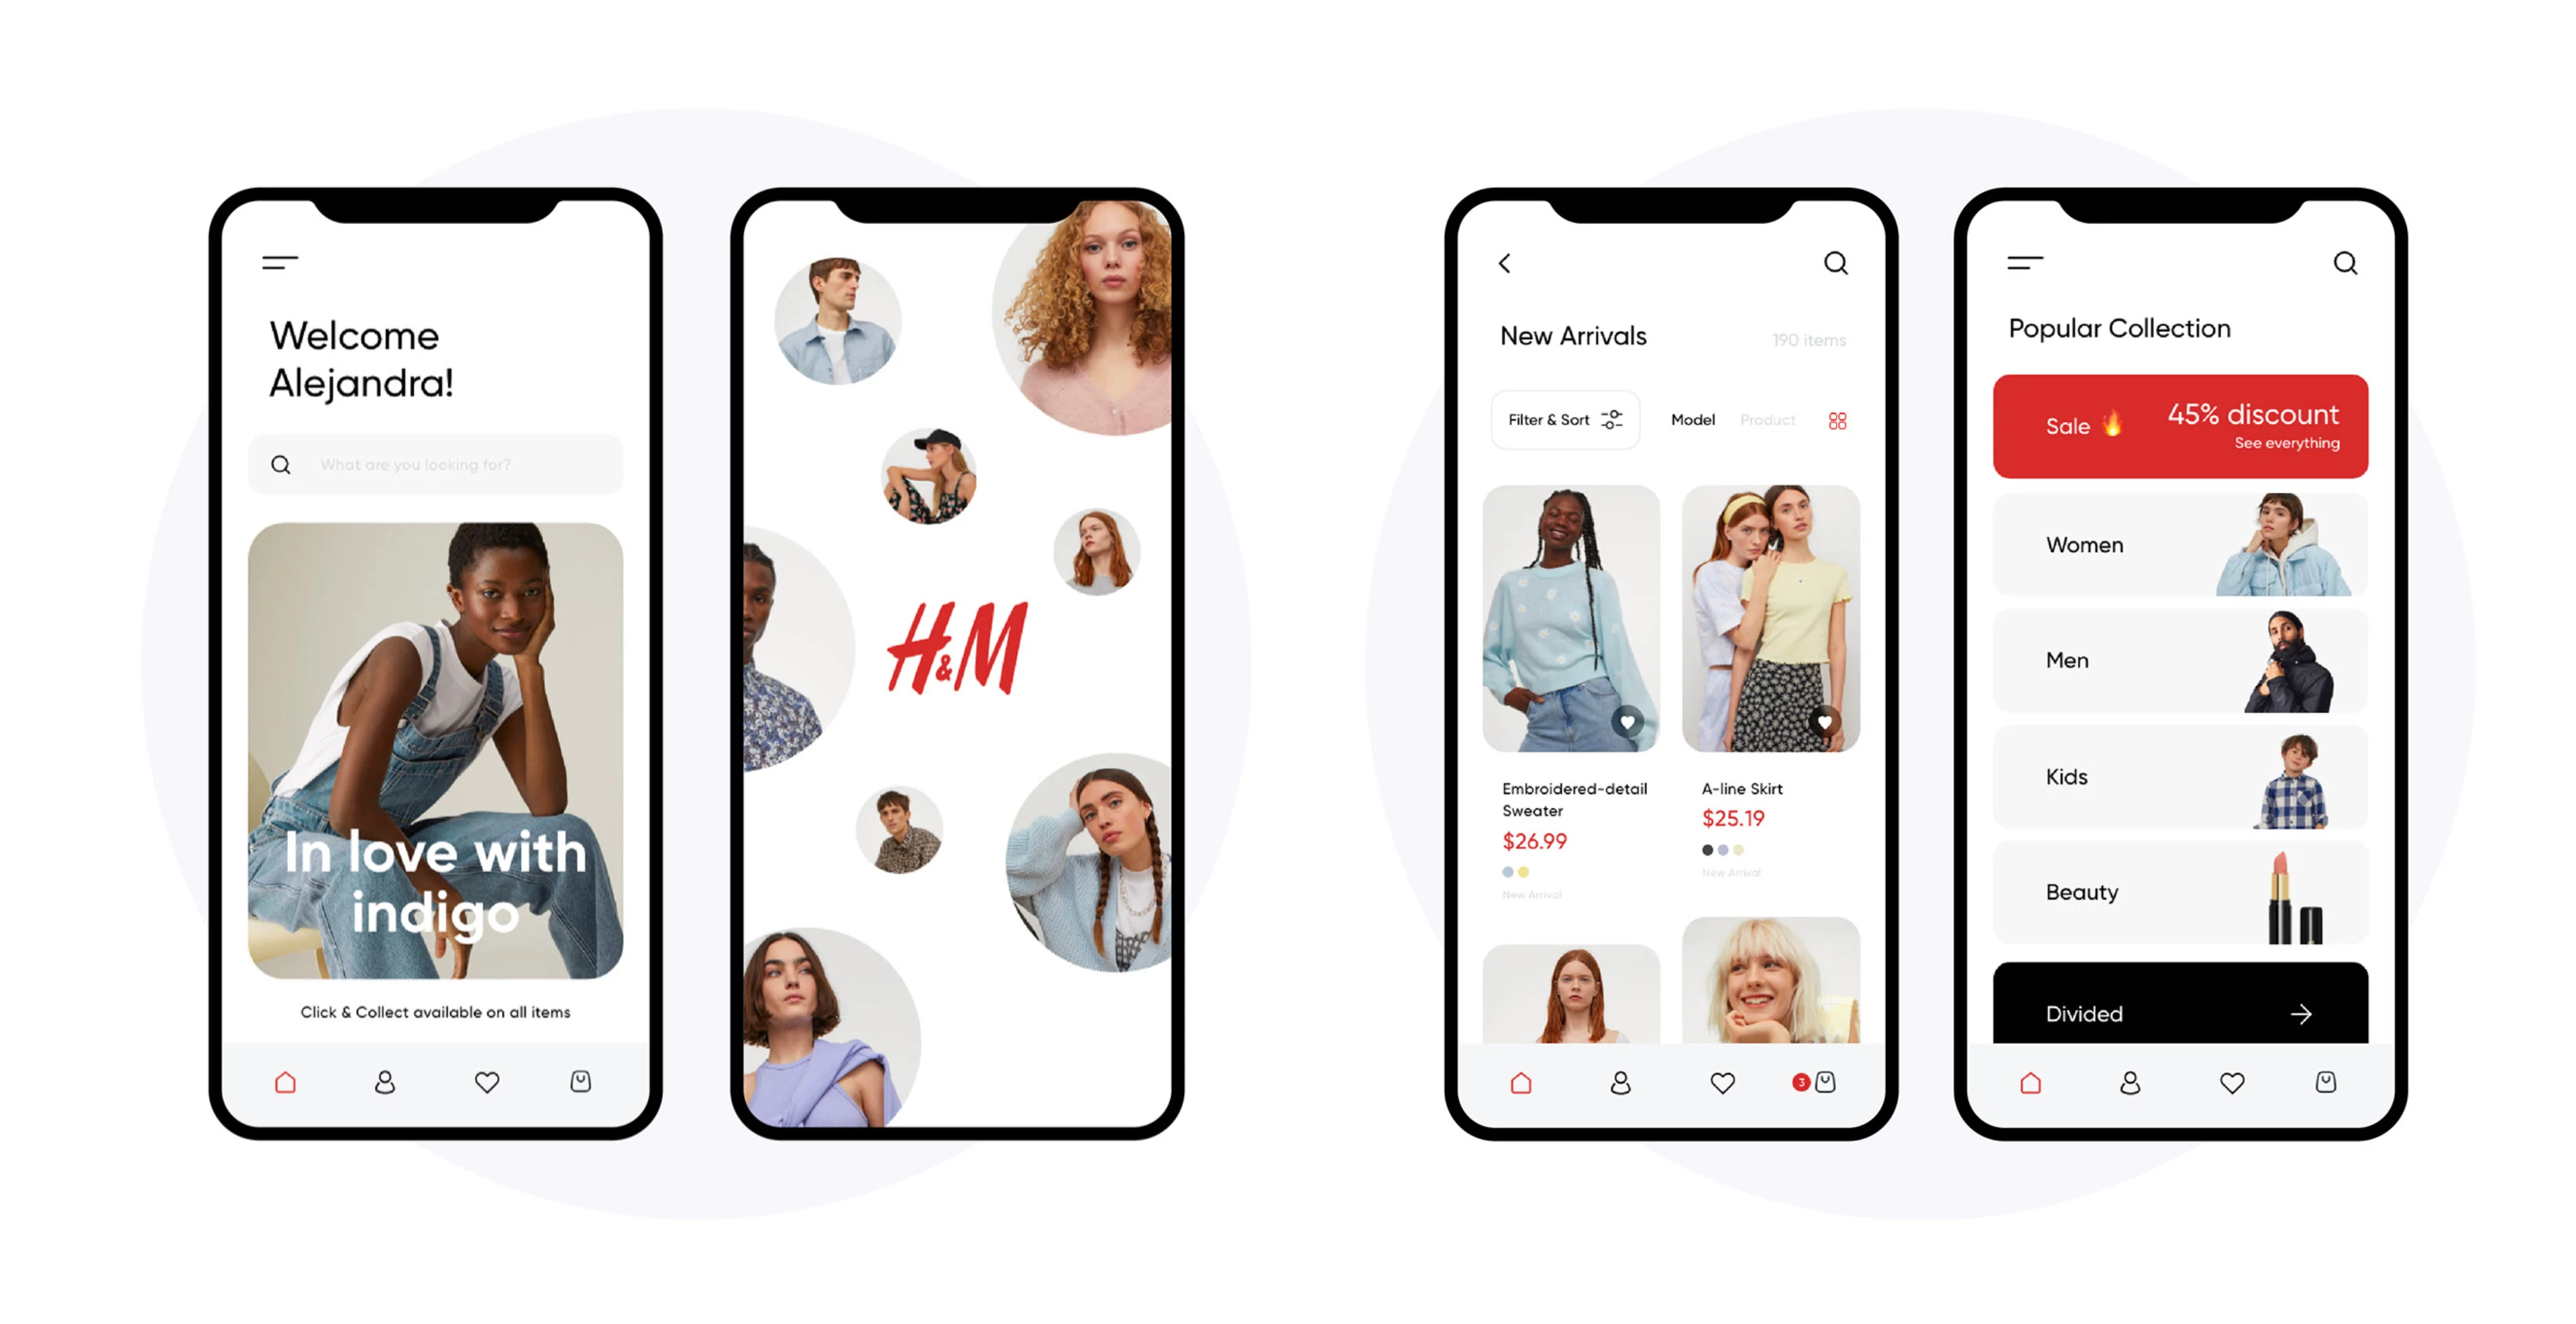 Welcome
Alejandra!
What are you looking for?
In love with
indigo
Click & Collect available on all items
H&M
New Arrivals
190 items
Filter & Sort
Model
Product
Embroidered-detail
Sweater
$26.99
New Arrival
A-line Skirt
$25.19
New Arrival
3
Popular Collection
Sale 🔥
45% discount
See everything
Women
Men
Kids
Beauty
Divided